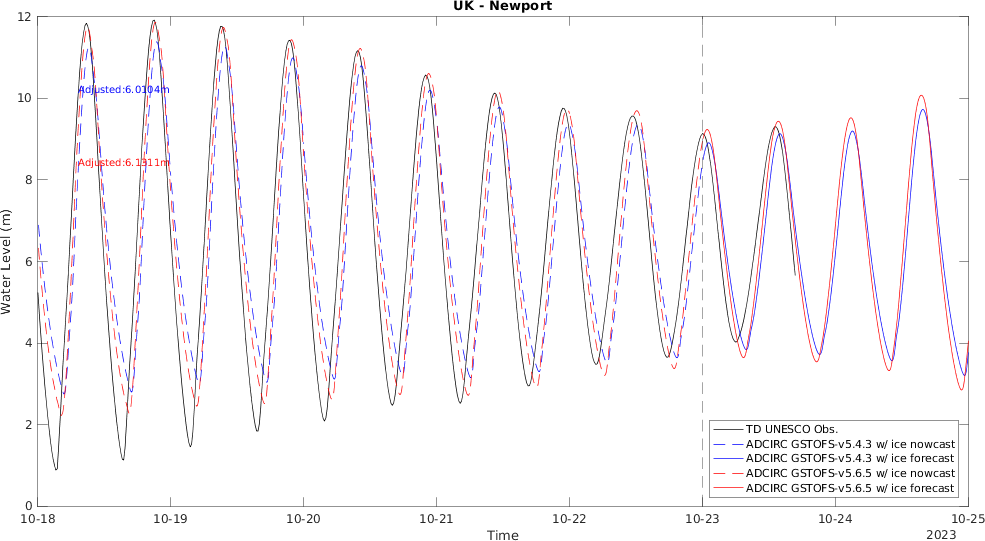 UK - Newport
12
10
8
6
4
2
0
Water Level (m)
Adjusted:6.0104m
Adjusted:6.1311m
TD UNESCO Obs.
ADCIRC GSTOFS-v5.4.3 w/ ice nowcast
ADCIRC GSTOFS-v5.4.3 w/ ice forecast
ADCIRC GSTOFS-v5.6.5 w/ ice nowcast
ADCIRC GSTOFS-v5.6.5 w/ ice forecast
10-18 10-19 10-20 10-21 10-22 10-23 10-24 10-25
Time
2023